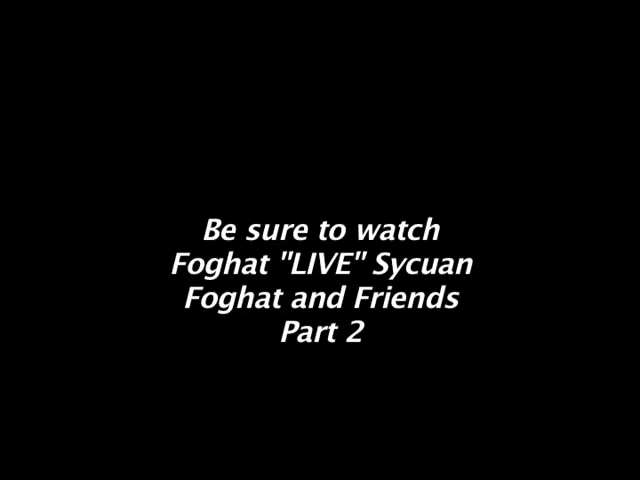 Be sure to watch
Foghat "LIVE" Sycuan
Foghat and Friends
Part 2